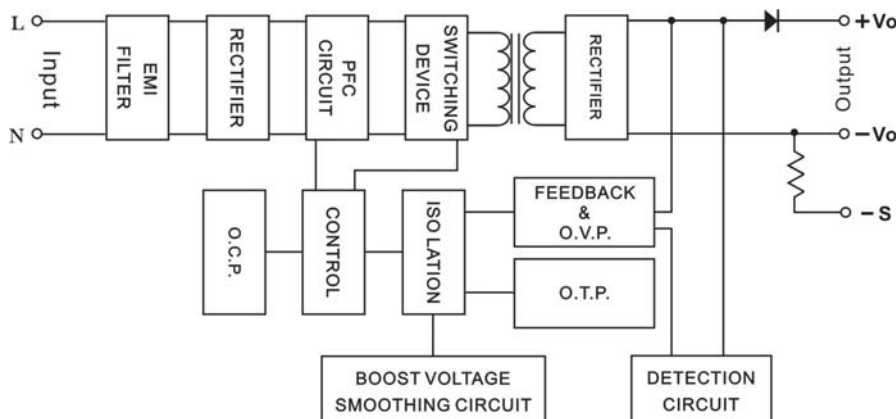 L
Input
N
EMI
FILTER
RECTIFIER
PFC
CIRCUIT
SWITCHING
DEVICE
RECTIFIER
+Vo
Output
−Vo
−S
O.C.P.
CONTROL
ISO LATION
FEEDBACK
&
O.V.P.
O.T.P.
BOOST VOLTAGE
SMOOTHING CIRCUIT
DETECTION
CIRCUIT